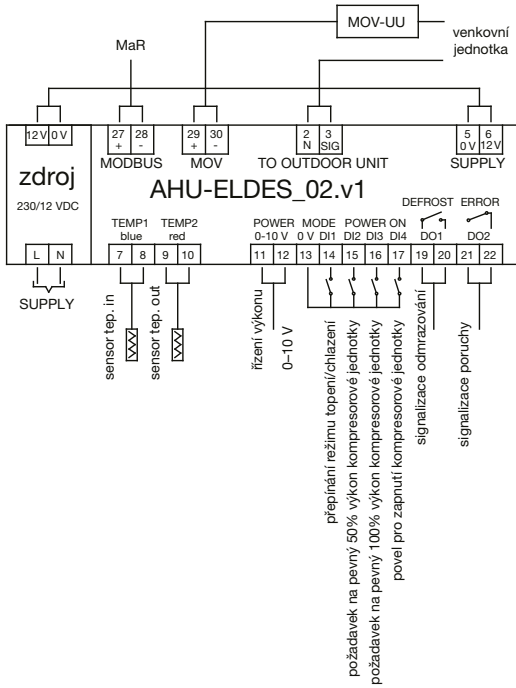 MOV-UU
venkovní
jednotka
MaR
12 V 0 V
27 28
+ -
29 30
+ -
2 3
N SIG
5 6
0 V 12 V
MODBUS MOV TO OUTDOOR UNIT SUPPLY
zdroj
230/12 VDC
AHU-ELDES_02.v1
DEFROST ERROR
TEMP1 TEMP2
blue red
POWER MODE POWER ON
0-10 V 0 V DI1 DI2 DI3 DI4
DO1 DO2
L N
7 8 9 10
11 12 13 14 15 16 17
19 20 21 22
SUPPLY
sensor tep. in
sensor tep. out
řízení výkonu
0–10 V
přepínání režimu topení/chlazení
požadavek na pevný 50% výkon kompresorové jednotky
požadavek na pevný 100% výkon kompresorové jednotky
povel pro zapnutí kompresorové jednotky
signalizace odmrazování
signalizace poruchy